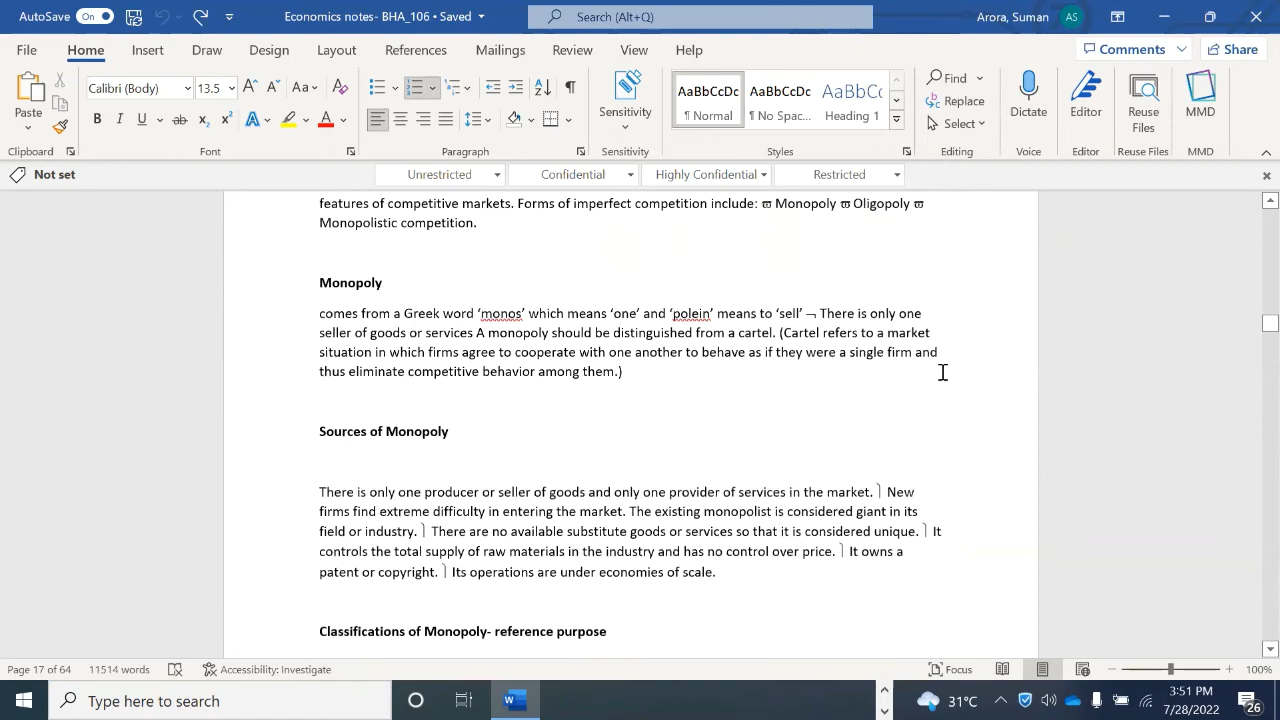 AutoSave On Economics notes- BHA_106 • Saved Search (Alt+Q) Arora, Suman AS
File Home Insert Draw Design Layout References Mailings Review View Help Comments Share
Paste Calibri (Body) 13.5 Aa AaBbCcDc AaBbCcDc AaBbCc Find
Replace
Select
¶ Normal ¶ No Spac... Heading 1
Sensitivity Editing Dictate Editor Reuse Files MMD
Clipboard Font Paragraph Sensitivity Styles Editing Voice Editor Reuse Files MMD
Not set Unrestricted Confidential Highly Confidential Restricted
features of competitive markets. Forms of imperfect competition include: ϖ Monopoly ϖ Oligopoly ϖ
Monopolistic competition.
Monopoly
comes from a Greek word ‘monos’ which means ‘one’ and ‘polein’ means to ‘sell’ ¬ There is only one
seller of goods or services A monopoly should be distinguished from a cartel. (Cartel refers to a market
situation in which firms agree to cooperate with one another to behave as if they were a single firm and
thus eliminate competitive behavior among them.)
Sources of Monopoly
There is only one producer or seller of goods and only one provider of services in the market. ⎫ New
firms find extreme difficulty in entering the market. The existing monopolist is considered giant in its
field or industry. ⎫ There are no available substitute goods or services so that it is considered unique. ⎫ It
controls the total supply of raw materials in the industry and has no control over price. ⎫ It owns a
patent or copyright. ⎫ Its operations are under economies of scale.
Classifications of Monopoly- reference purpose
Page 17 of 64 11514 words Accessibility: Investigate Focus 100%
Type here to search 31°C 3:51 PM
7/28/2022 26